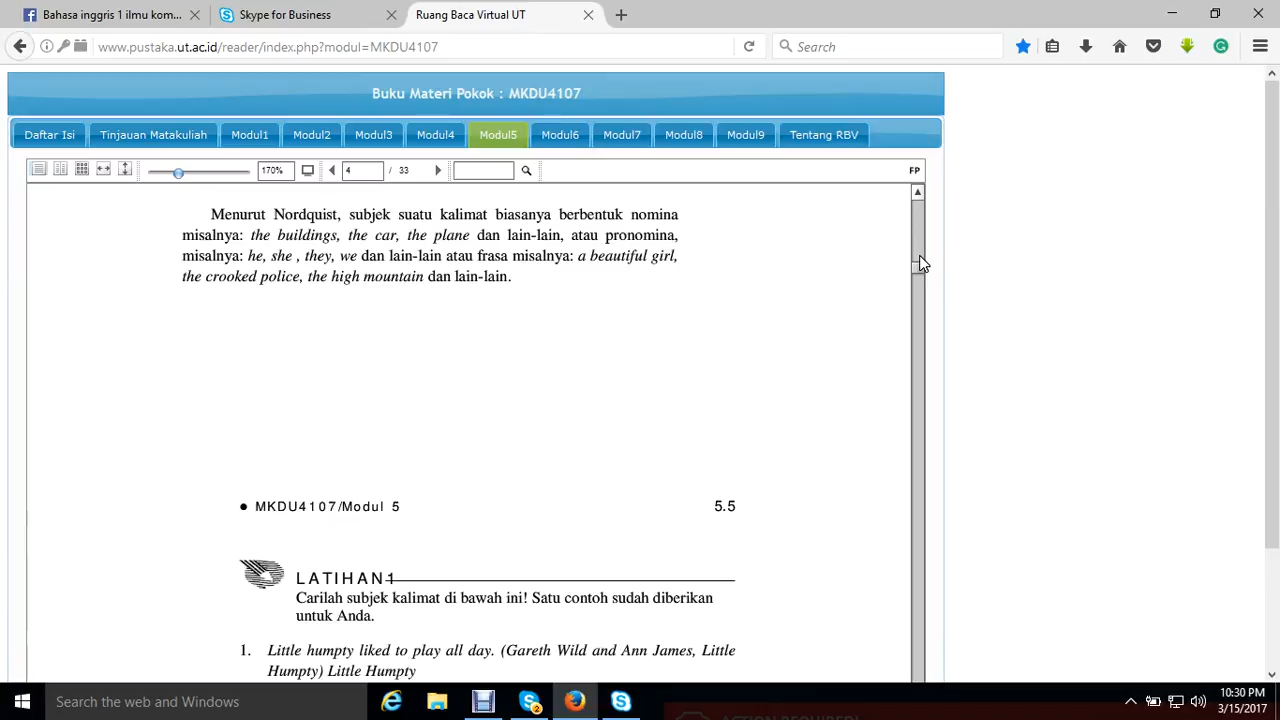 Bahasa inggris 1 ilmu kom...
Skype for Business
Ruang Baca Virtual UT
www.pustaka.ut.ac.id/reader/index.php?modul=MKDU4107
Search
Buku Materi Pokok : MKDU4107
Daftar Isi Tinjauan Matakuliah Modul1 Modul2 Modul3 Modul4 Modul5 Modul6 Modul7 Modul8 Modul9 Tentang RBV
170% 4 / 33 FP
Menurut Nordquist, subjek suatu kalimat biasanya berbentuk nomina
misalnya: the buildings, the car, the plane dan lain-lain, atau pronomina,
misalnya: he, she , they, we dan lain-lain atau frasa misalnya: a beautiful girl,
the crooked police, the high mountain dan lain-lain.
● MKDU4107/Modul 5 5.5
LATIHAN1
Carilah subjek kalimat di bawah ini! Satu contoh sudah diberikan
untuk Anda.
1. Little humpty liked to play all day. (Gareth Wild and Ann James, Little
Humpty) Little Humpty
Search the web and Windows
2
10:30 PM
3/15/2017